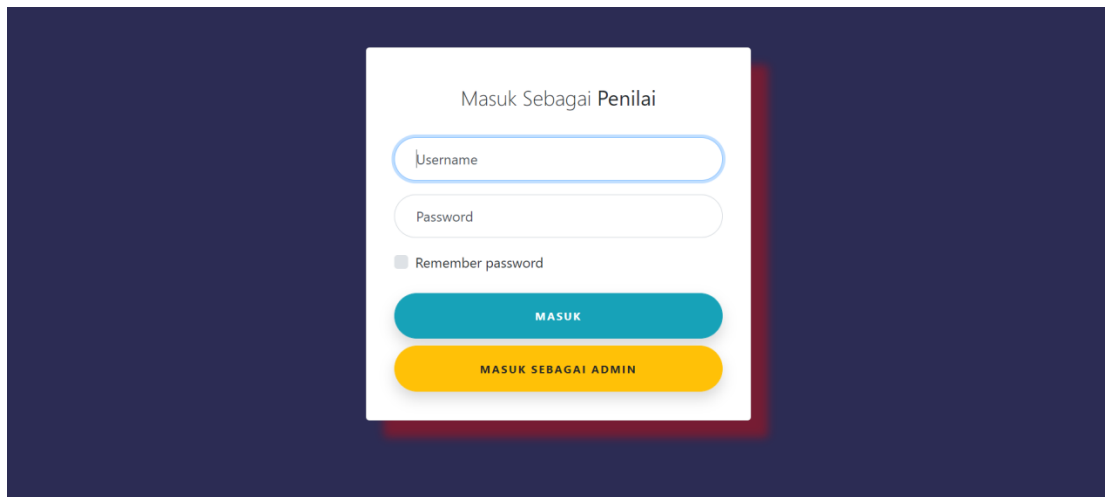 Masuk Sebagai Penilai
Username
Password
Remember password
MASUK
MASUK SEBAGAI ADMIN